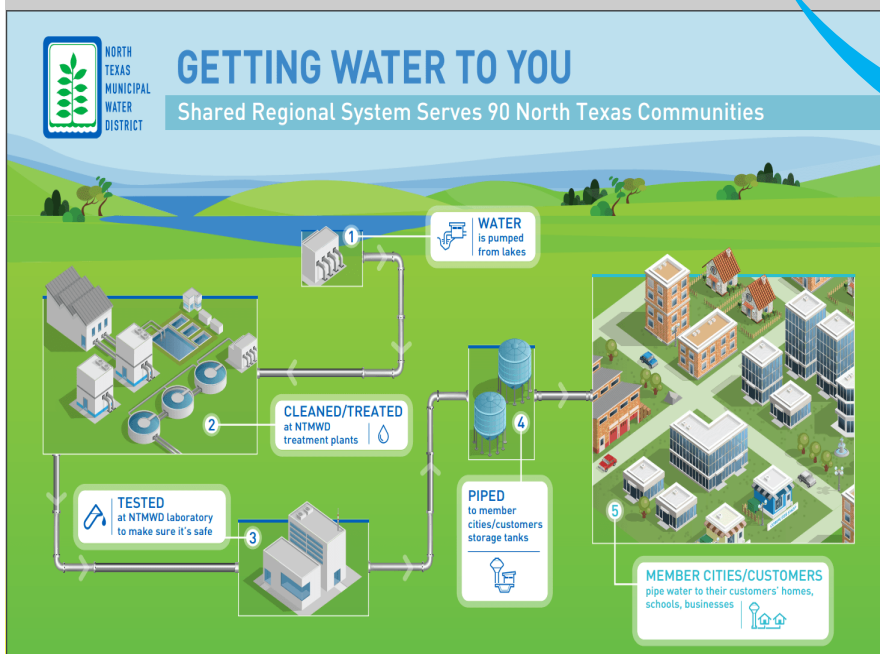 NORTH
TEXAS
MUNICIPAL
WATER
DISTRICT
GETTING WATER TO YOU
Shared Regional System Serves 90 North Texas Communities
1
WATER
is pumped
from lakes
2
CLEANED/TREATED
at NTMWD
treatment plants
TESTED
at NTMWD laboratory
to make sure it's safe
3
4
PIPED
to member
cities/customers
storage tanks
5
MEMBER CITIES/CUSTOMERS
pipe water to their customers' homes,
schools, businesses